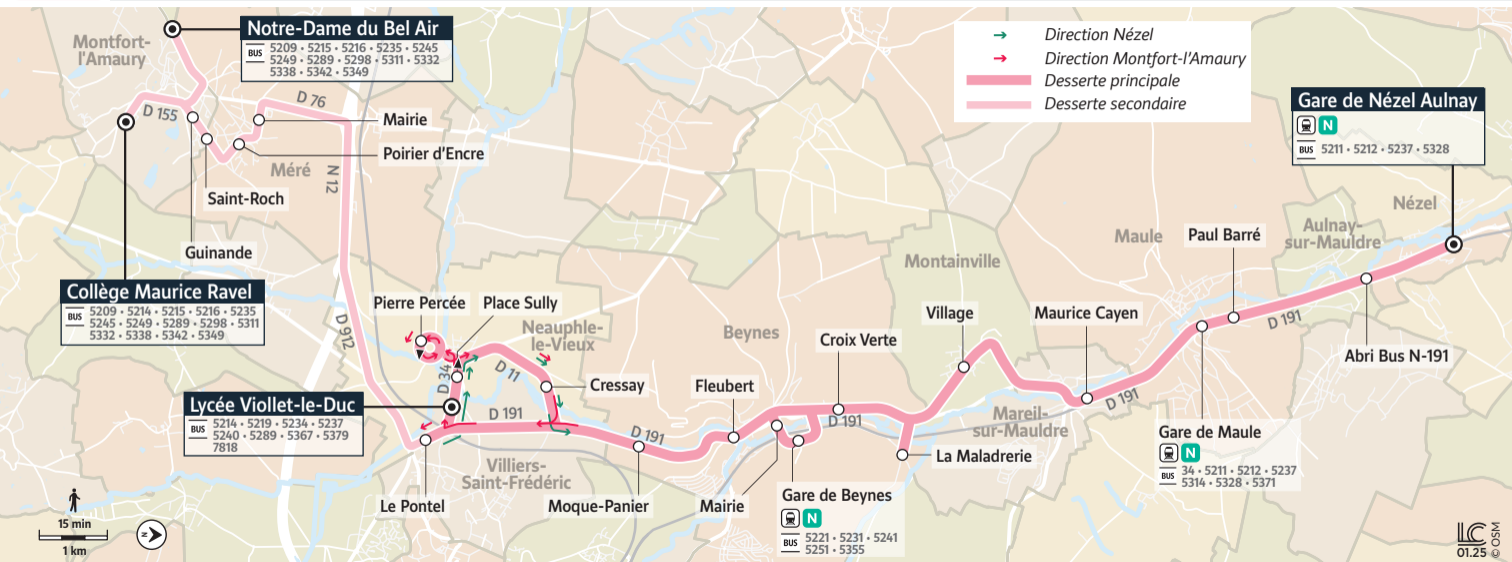 Notre-Dame du Bel Air
BUS
5209 • 5215 • 5216 • 5235 • 5245
5249 • 5289 • 5298 • 5311 • 5332
5338 • 5342 • 5349
Montfort-
l'Amaury
D 155
D 76
Mairie
Poirier d'Encre
Méré
N 12
Saint-Roch
Guinande
Collège Maurice Ravel
BUS
5209 • 5214 • 5215 • 5216 • 5235
5245 • 5249 • 5289 • 5298 • 5311
5332 • 5338 • 5342 • 5349
D 912
Pierre Percée
Place Sully
Neauphle-
le-Vieux
D 34
D 11
Cressay
Lycée Viollet-le-Duc
BUS
5214 • 5219 • 5234 • 5237
5240 • 5289 • 5367 • 5379
7818
D 191
Le Pontel
Villiers-
Saint-Frédéric
D 191
Moque-Panier
Fleubert
Beynes
Croix Verte
D 191
Mairie
Gare de Beynes
N
BUS
5221 • 5231 • 5241
5251 • 5355
La Maladrerie
Montainville
Village
Mareil-
sur-Mauldre
Maurice Cayen
D 191
Maule
Paul Barré
Gare de Maule
N
BUS
34 • 5211 • 5212 • 5237
5314 • 5328 • 5371
D 191
Aulnay-
sur-Mauldre
Abri Bus N-191
Nézel
Gare de Nézel Aulnay
N
BUS
5211 • 5212 • 5237 • 5328
Direction Nézel
Direction Montfort-l'Amaury
Desserte principale
Desserte secondaire
15 min
1 km
N
LC
01.25
© OSM